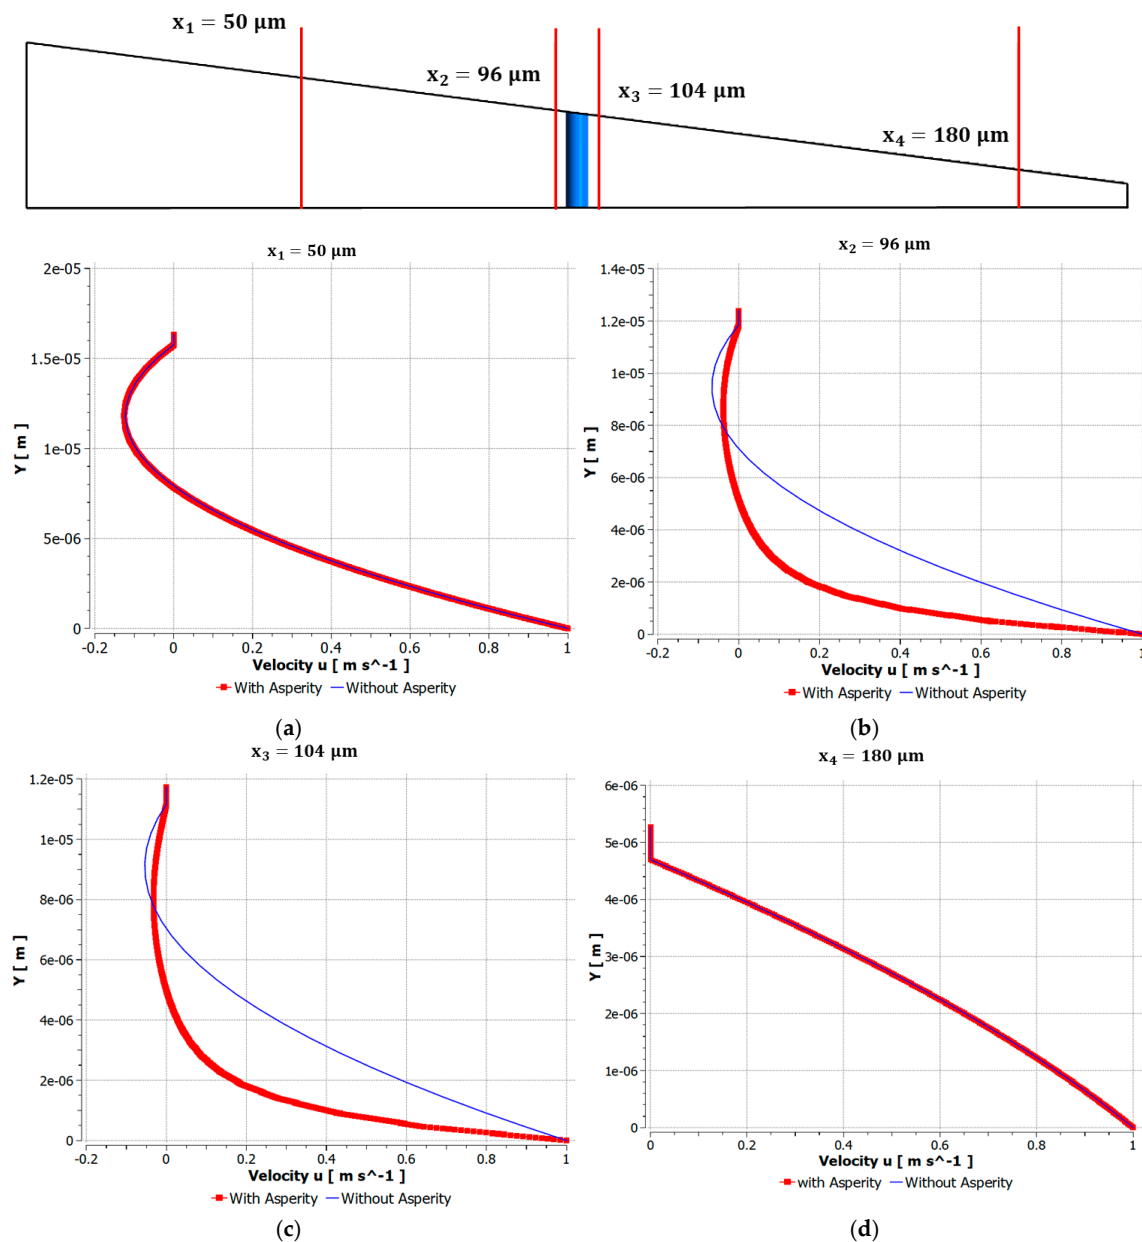 x₁ = 50 μm
x₂ = 96 μm
x₃ = 104 μm
x₄ = 180 μm
x₁ = 50 μm
2e-05
1.5e-05
1e-05
5e-06
0
Y [ m ]
-0.2 0 0.2 0.4 0.6 0.8 1
Velocity u [ m s^-1 ]
With Asperity Without Asperity
(a)
x₂ = 96 μm
1.4e-05
1.2e-05
1e-05
8e-06
6e-06
4e-06
2e-06
0
Y [ m ]
-0.2 0 0.2 0.4 0.6 0.8 1
Velocity u [ m s^-1 ]
With Asperity Without Asperity
(b)
x₃ = 104 μm
1.2e-05
1e-05
8e-06
6e-06
4e-06
2e-06
0
Y [ m ]
-0.2 0 0.2 0.4 0.6 0.8 1
Velocity u [ m s^-1 ]
With Asperity Without Asperity
(c)
x₄ = 180 μm
6e-06
5e-06
4e-06
3e-06
2e-06
1e-06
0
Y [ m ]
0 0.2 0.4 0.6 0.8 1
Velocity u [ m s^-1 ]
with Asperity Without Asperity
(d)